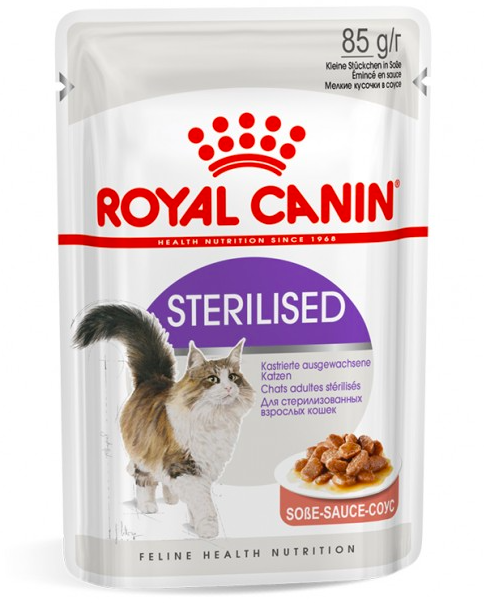 85 g/г
Kleine Stückchen in Soße
Émincé en sauce
Мелкие кусочки в соусе
ROYAL CANIN®
HEALTH NUTRITION SINCE 1968
STERILISED
Kastrierte ausgewachsene
Katzen
Chats adultes stérilisés
Для стерилизованных
взрослых кошек
SOßE-SAUCE-СОУС
FELINE HEALTH NUTRITION